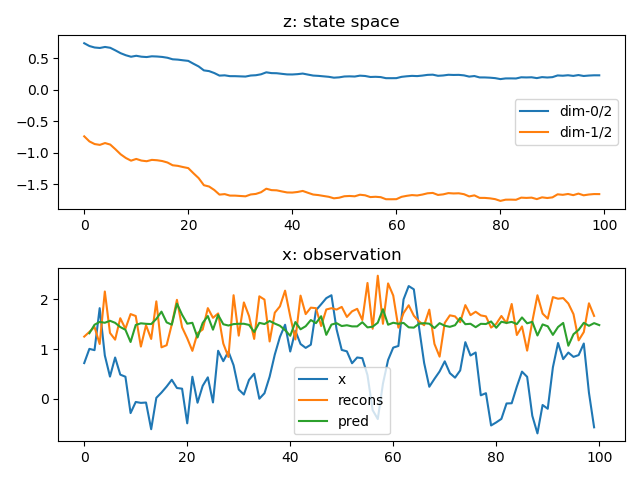 z: state space
0.5
0.0
−0.5
−1.0
−1.5
dim-0/2
dim-1/2
0 20 40 60 80 100
x: observation
2
1
0
x
recons
pred
0 20 40 60 80 100